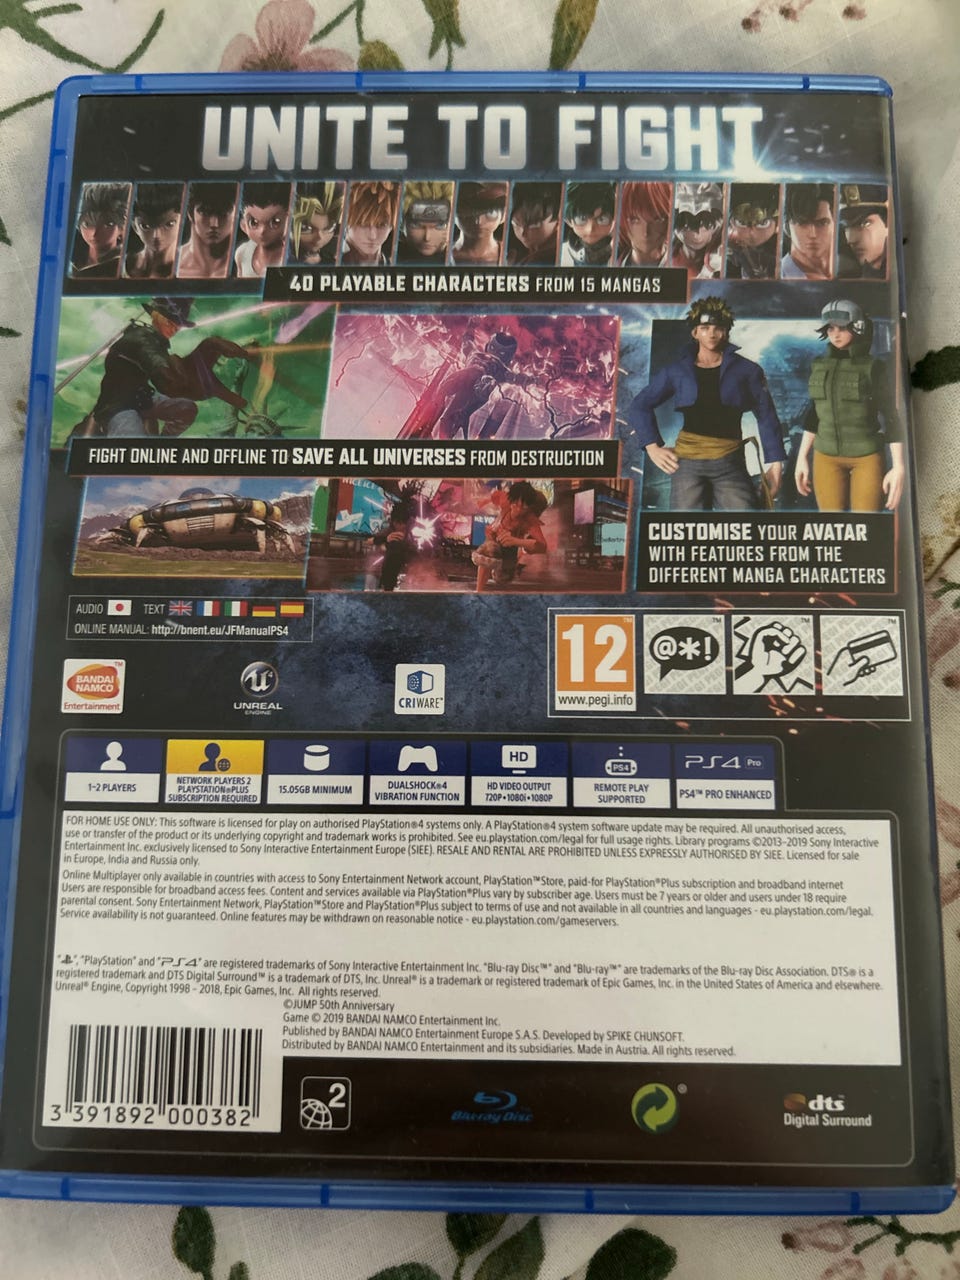 UNITE TO FIGHT
40 PLAYABLE CHARACTERS FROM 15 MANGAS
FIGHT ONLINE AND OFFLINE TO SAVE ALL UNIVERSES FROM DESTRUCTION
CUSTOMISE YOUR AVATAR
WITH FEATURES FROM THE
DIFFERENT MANGA CHARACTERS
AUDIO TEXT
ONLINE MANUAL: http://bnent.eu/JFManualPS4
BANDAI
NAMCO
Entertainment
UNREAL
ENGINE
CRIWARE™
12
www.pegi.info
@*!
1-2 PLAYERS
NETWORK PLAYERS 2
PLAYSTATION®PLUS
SUBSCRIPTION REQUIRED
15.05GB MINIMUM
DUALSHOCK®4
VIBRATION FUNCTION
HD
HD VIDEO OUTPUT
720P•1080i•1080P
PS4
REMOTE PLAY
SUPPORTED
PS4 Pro
PS4™ PRO ENHANCED
FOR HOME USE ONLY: This software is licensed for play on authorised PlayStation®4 systems only. A PlayStation®4 system software update may be required. All unauthorised access,
use or transfer of the product or its underlying copyright and trademark works is prohibited. See eu.playstation.com/legal for full usage rights. Library programs ©2013-2019 Sony Interactive
Entertainment Inc. exclusively licensed to Sony Interactive Entertainment Europe (SIEE). RESALE AND RENTAL ARE PROHIBITED UNLESS EXPRESSLY AUTHORISED BY SIEE. Licensed for sale
in Europe, India and Russia only.
Online Multiplayer only available in countries with access to Sony Entertainment Network account, PlayStation™Store, paid-for PlayStation®Plus subscription and broadband internet
Users are responsible for broadband access fees. Content and services available via PlayStation®Plus vary by subscriber age. Users must be 7 years or older and users under 18 require
parental consent. Sony Entertainment Network, PlayStation™Store and PlayStation®Plus subject to terms of use and not available in all countries and languages - eu.playstation.com/legal.
Service availability is not guaranteed. Online features may be withdrawn on reasonable notice - eu.playstation.com/gameservers.
", "PlayStation" and "PS4" are registered trademarks of Sony Interactive Entertainment Inc. "Blu-ray Disc™" and "Blu-ray™" are trademarks of the Blu-ray Disc Association. DTS® is a
registered trademark and DTS Digital Surround™ is a trademark of DTS, Inc. Unreal® is a trademark or registered trademark of Epic Games, Inc. in the United States of America and elsewhere.
Unreal® Engine, Copyright 1998 - 2018, Epic Games, Inc. All rights reserved.
©JUMP 50th Anniversary
Game © 2019 BANDAI NAMCO Entertainment Inc.
Published by BANDAI NAMCO Entertainment Europe S.A.S. Developed by SPIKE CHUNSOFT.
Distributed by BANDAI NAMCO Entertainment and its subsidiaries. Made in Austria. All rights reserved.
3 391892 000382
2
Blu-ray Disc
dts
Digital Surround